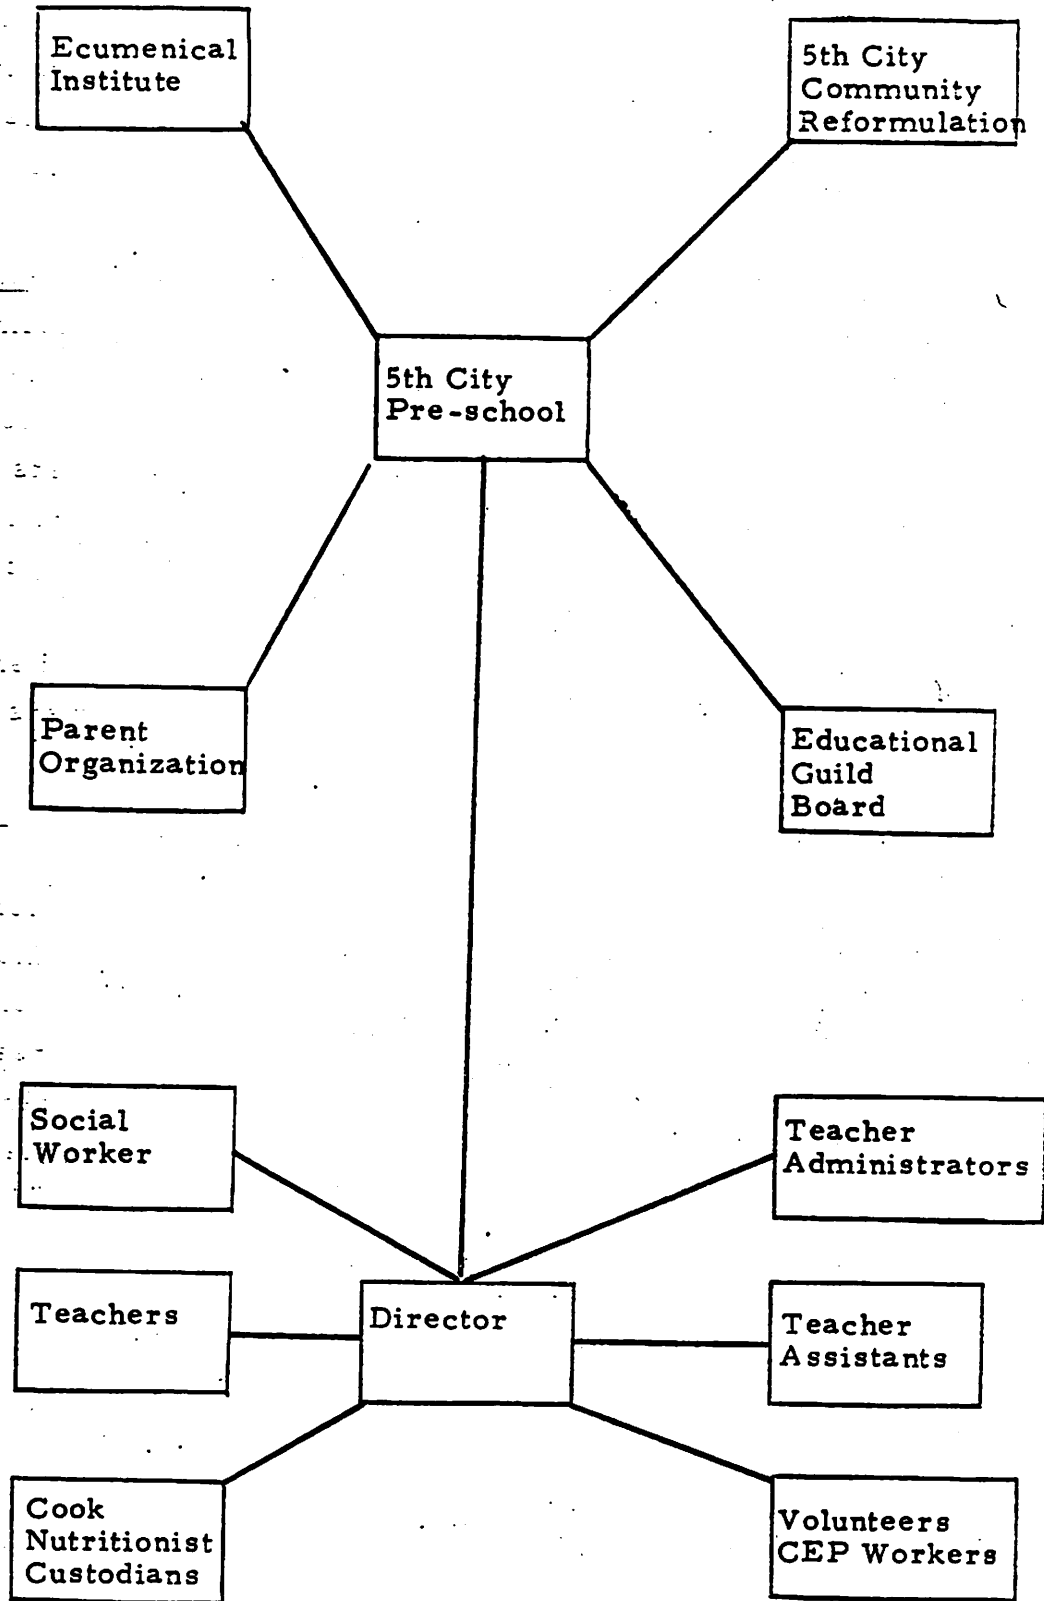 Ecumenical
Institute
5th City
Community
Reformulation
5th City
Pre-school
Parent
Organization
Educational
Guild
Board
Social
Worker
Teacher
Administrators
Teachers
Director
Teacher
Assistants
Cook
Nutritionist
Custodians
Volunteers
CEP Workers